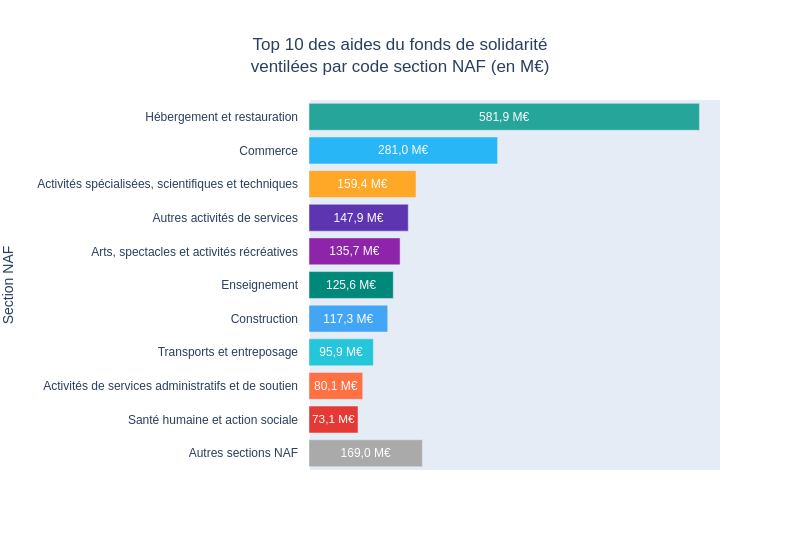 Top 10 des aides du fonds de solidarité
ventilées par code section NAF (en M€)
Section NAF
Hébergement et restauration 581,9 M€
Commerce 281,0 M€
Activités spécialisées, scientifiques et techniques 159,4 M€
Autres activités de services 147,9 M€
Arts, spectacles et activités récréatives 135,7 M€
Enseignement 125,6 M€
Construction 117,3 M€
Transports et entreposage 95,9 M€
Activités de services administratifs et de soutien 80,1 M€
Santé humaine et action sociale 73,1 M€
Autres sections NAF 169,0 M€